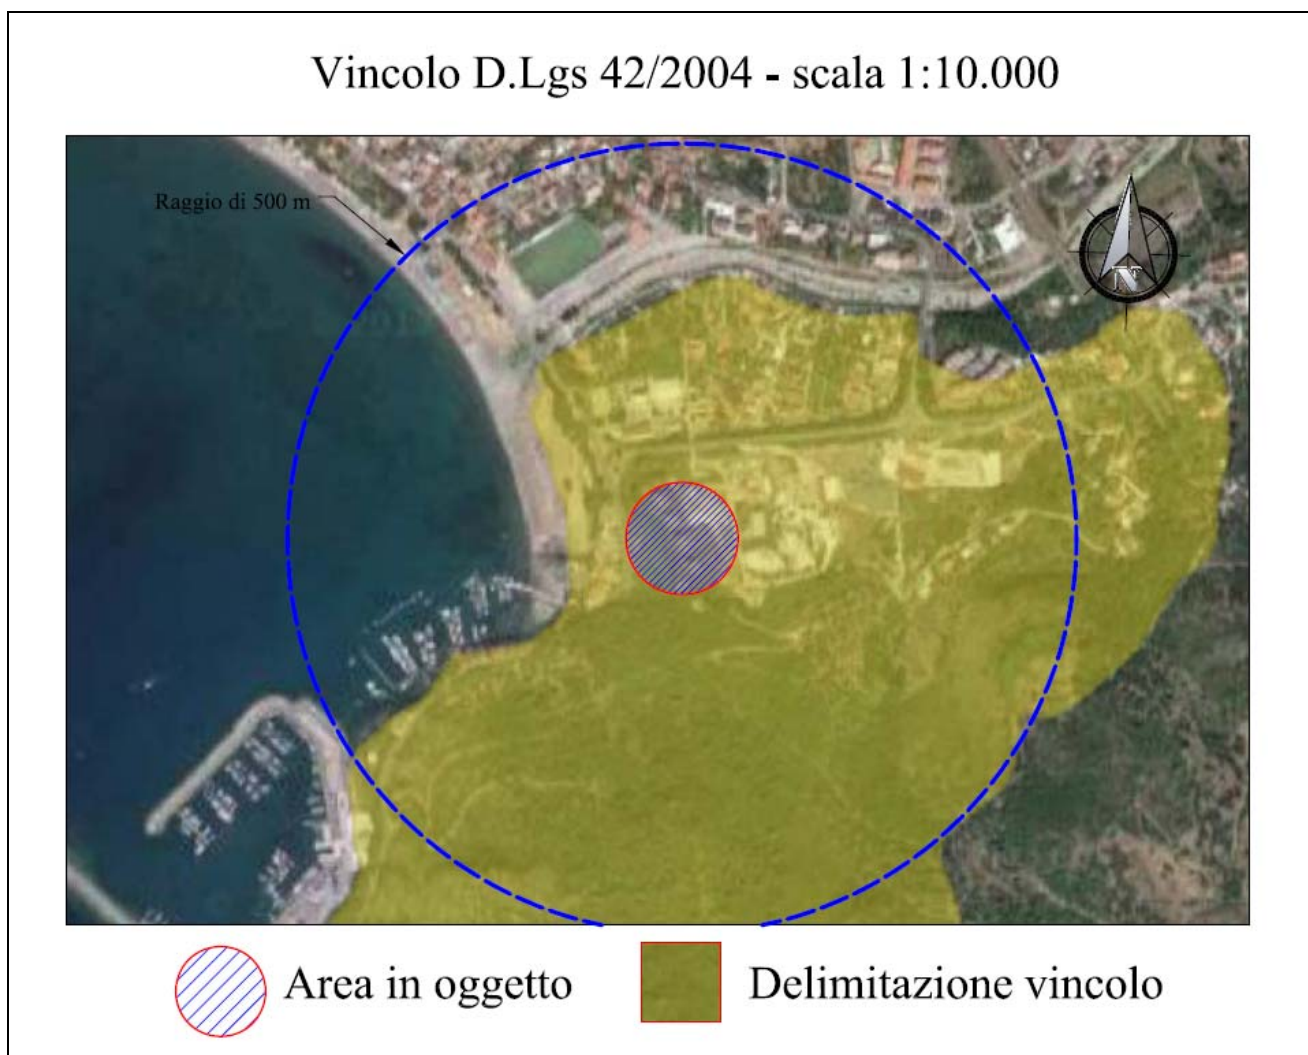 Vincolo D.Lgs 42/2004 - scala 1:10.000
Raggio di 500 m
N
Area in oggetto
Delimitazione vincolo